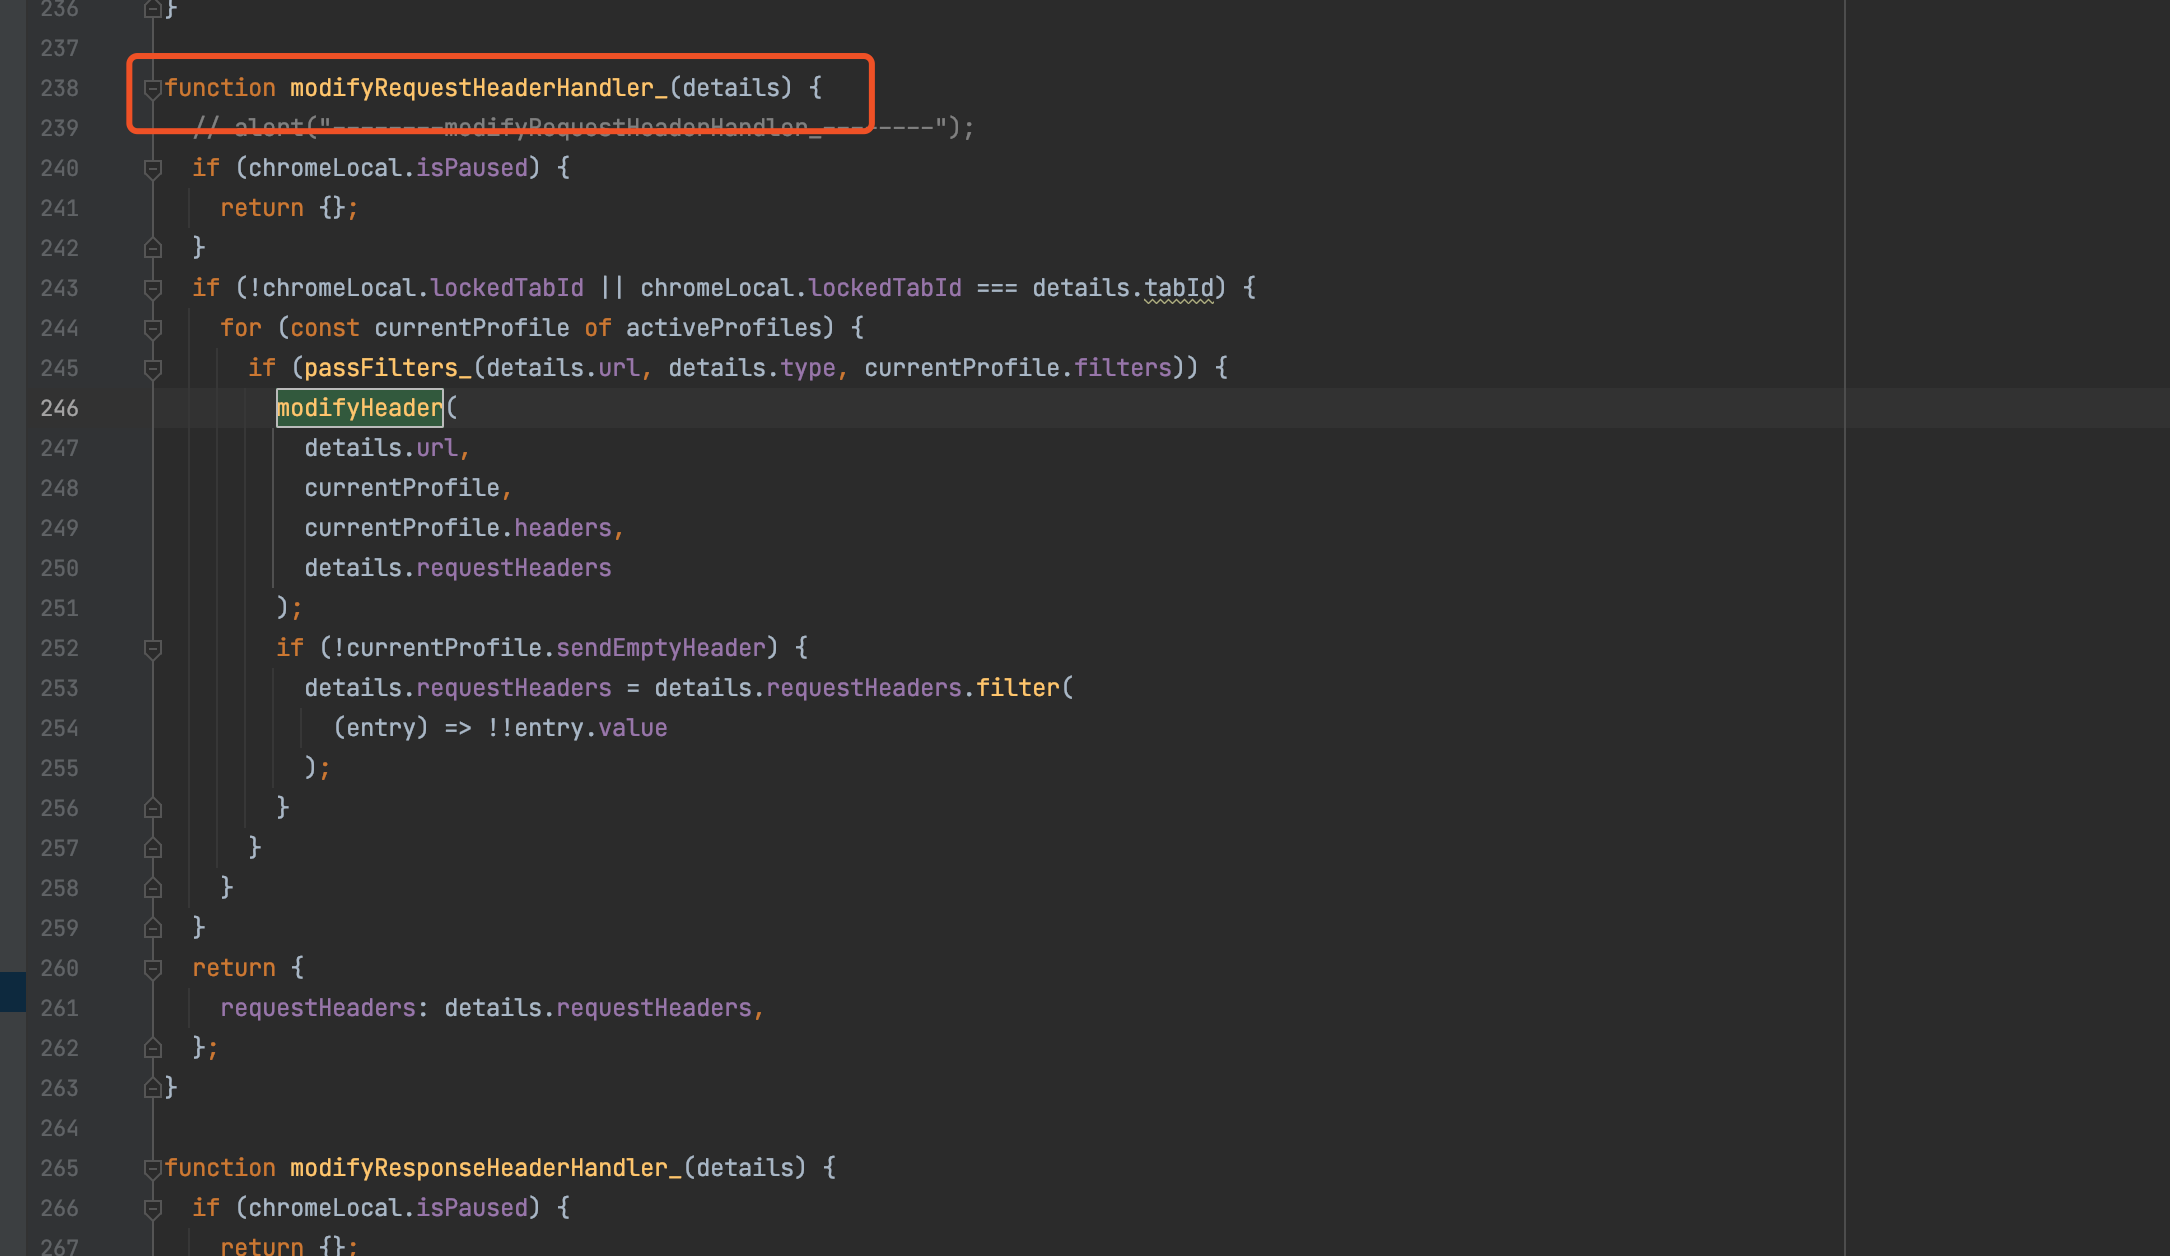 236 }
237
238 function modifyRequestHeaderHandler_(details) {
239 // alert("--------modifyRequestHeaderHandler_--------");
240 if (chromeLocal.isPaused) {
241 return {};
242 }
243 if (!chromeLocal.lockedTabId || chromeLocal.lockedTabId === details.tabId) {
244 for (const currentProfile of activeProfiles) {
245 if (passFilters_(details.url, details.type, currentProfile.filters)) {
246 modifyHeader(
247 details.url,
248 currentProfile,
249 currentProfile.headers,
250 details.requestHeaders
251 );
252 if (!currentProfile.sendEmptyHeader) {
253 details.requestHeaders = details.requestHeaders.filter(
254 (entry) => !!entry.value
255 );
256 }
257 }
258 }
259 }
260 return {
261 requestHeaders: details.requestHeaders,
262 };
263 }
264
265 function modifyResponseHeaderHandler_(details) {
266 if (chromeLocal.isPaused) {
267 return {};